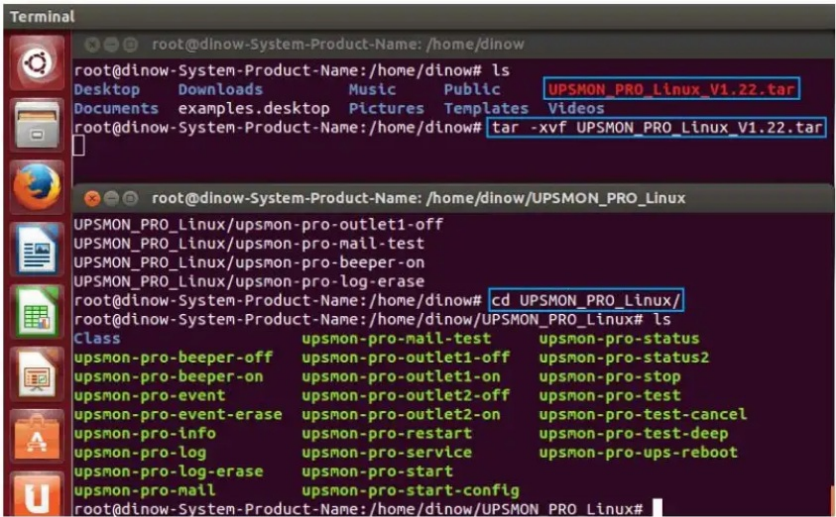 Terminal
root@dinow-System-Product-Name: /home/dinow
root@dinow-System-Product-Name:/home/dinow# ls
Desktop Downloads Music Public UPSMON_PRO_Linux_V1.22.tar
Documents examples.desktop Pictures Templates Videos
root@dinow-System-Product-Name:/home/dinow# tar -xvf UPSMON_PRO_Linux_V1.22.tar
root@dinow-System-Product-Name: /home/dinow/UPSMON_PRO_Linux
UPSMON_PRO_Linux/upsmon-pro-outlet1-off
UPSMON_PRO_Linux/upsmon-pro-mail-test
UPSMON_PRO_Linux/upsmon-pro-beeper-on
UPSMON_PRO_Linux/upsmon-pro-log-erase
root@dinow-System-Product-Name:/home/dinow# cd UPSMON_PRO_Linux/
root@dinow-System-Product-Name:/home/dinow/UPSMON_PRO_Linux# ls
Class upsmon-pro-mail-test upsmon-pro-status
upsmon-pro-beeper-off upsmon-pro-outlet1-off upsmon-pro-status2
upsmon-pro-beeper-on upsmon-pro-outlet1-on upsmon-pro-stop
upsmon-pro-event upsmon-pro-outlet2-off upsmon-pro-test
upsmon-pro-event-erase upsmon-pro-outlet2-on upsmon-pro-test-cancel
upsmon-pro-info upsmon-pro-restart upsmon-pro-test-deep
upsmon-pro-log upsmon-pro-service upsmon-pro-ups-reboot
upsmon-pro-log-erase upsmon-pro-start
upsmon-pro-mail upsmon-pro-start-config
root@dinow-System-Product-Name:/home/dinow/UPSMON_PRO_Linux#